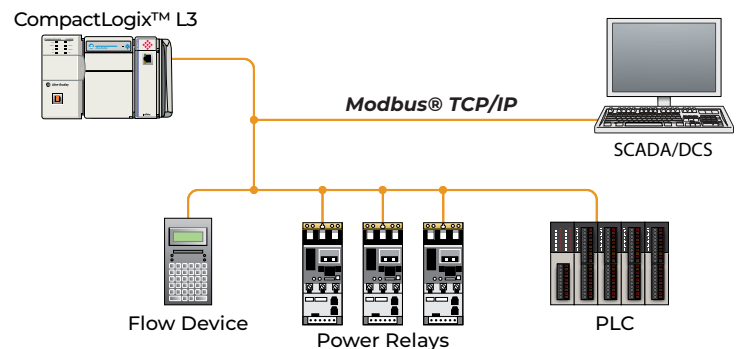 CompactLogix™ L3
Modbus® TCP/IP
SCADA/DCS
Flow Device
Power Relays
PLC